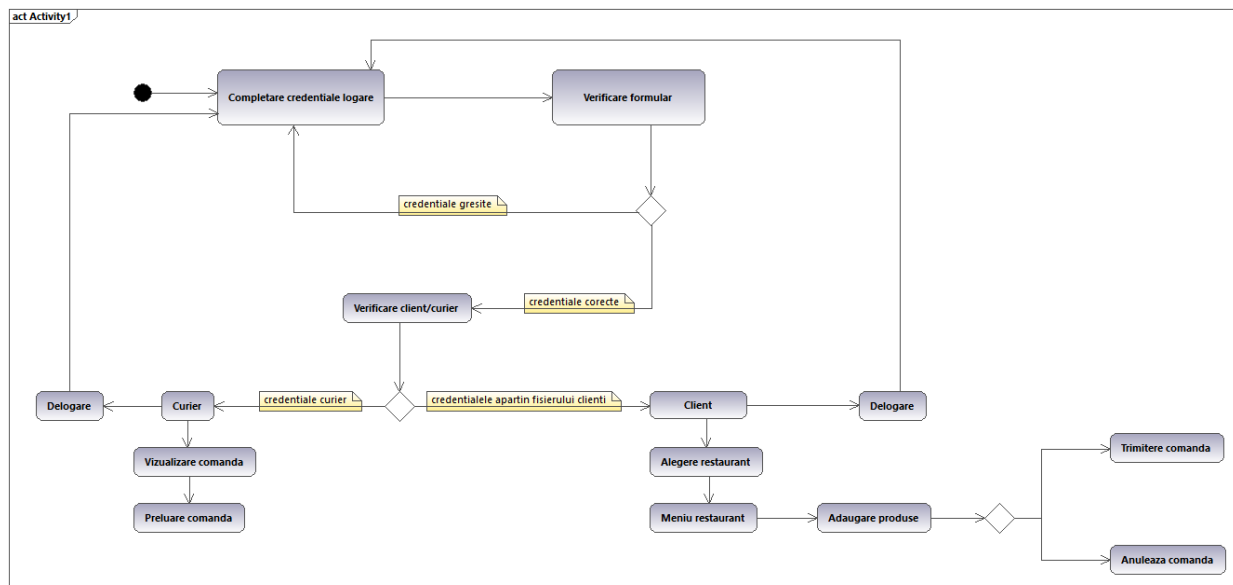 act Activity1
Completare credentiale logare
Verificare formular
credentiale gresite
credentiale corecte
Verificare client/curier
Delogare
Curier
credentiale curier
credentialele apartin fisierului clienti
Client
Delogare
Vizualizare comanda
Alegere restaurant
Trimitere comanda
Preluare comanda
Meniu restaurant
Adaugare produse
Anuleaza comanda